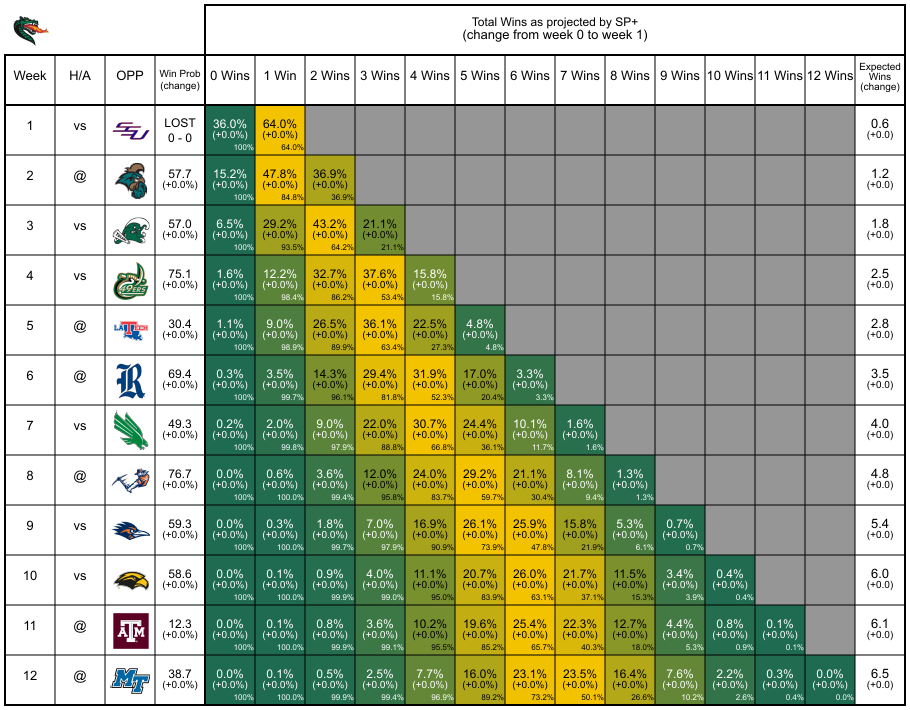 Total Wins as projected by SP+
(change from week 0 to week 1)
Week H/A OPP Win Prob (change) 0 Wins 1 Win 2 Wins 3 Wins 4 Wins 5 Wins 6 Wins 7 Wins 8 Wins 9 Wins 10 Wins 11 Wins 12 Wins Expected Wins (change)
1 vs SSU LOST 36.0% 64.0% 0.6
0 - 0 (+0.0%) (+0.0%) (+0.0)
100% 64.0%
2 @ 57.7 15.2% 47.8% 36.9% 1.2
(+0.0%) (+0.0%) (+0.0%) (+0.0%) (+0.0)
100% 84.8% 36.9%
3 vs 57.0 6.5% 29.2% 43.2% 21.1% 1.8
(+0.0%) (+0.0%) (+0.0%) (+0.0%) (+0.0%) (+0.0)
100% 93.5% 64.2% 21.1%
4 vs CHARLOTTE 49ERS 75.1 1.6% 12.2% 32.7% 37.6% 15.8% 2.5
(+0.0%) (+0.0%) (+0.0%) (+0.0%) (+0.0%) (+0.0%) (+0.0)
100% 98.4% 86.2% 53.4% 15.8%
5 @ LA TECH 30.4 1.1% 9.0% 26.5% 36.1% 22.5% 4.8% 2.8
(+0.0%) (+0.0%) (+0.0%) (+0.0%) (+0.0%) (+0.0%) (+0.0%) (+0.0)
100% 98.9% 89.9% 63.4% 27.3% 4.8%
6 @ R 69.4 0.3% 3.5% 14.3% 29.4% 31.9% 17.0% 3.3% 3.5
(+0.0%) (+0.0%) (+0.0%) (+0.0%) (+0.0%) (+0.0%) (+0.0%) (+0.0%) (+0.0)
100% 99.7% 96.1% 81.8% 52.3% 20.4% 3.3%
7 vs 49.3 0.2% 2.0% 9.0% 22.0% 30.7% 24.4% 10.1% 1.6% 4.0
(+0.0%) (+0.0%) (+0.0%) (+0.0%) (+0.0%) (+0.0%) (+0.0%) (+0.0%) (+0.0%) (+0.0)
100% 99.8% 97.9% 88.8% 66.8% 36.1% 11.7% 1.6%
8 @ 76.7 0.0% 0.6% 3.6% 12.0% 24.0% 29.2% 21.1% 8.1% 1.3% 4.8
(+0.0%) (+0.0%) (+0.0%) (+0.0%) (+0.0%) (+0.0%) (+0.0%) (+0.0%) (+0.0%) (+0.0%) (+0.0)
100% 100.0% 99.4% 95.8% 83.7% 59.7% 30.4% 9.4% 1.3%
9 vs 59.3 0.0% 0.3% 1.8% 7.0% 16.9% 26.1% 25.9% 15.8% 5.3% 0.7% 5.4
(+0.0%) (+0.0%) (+0.0%) (+0.0%) (+0.0%) (+0.0%) (+0.0%) (+0.0%) (+0.0%) (+0.0%) (+0.0%) (+0.0)
100% 100.0% 99.7% 97.9% 90.9% 73.9% 47.8% 21.9% 6.1% 0.7%
10 vs 58.6 0.0% 0.1% 0.9% 4.0% 11.1% 20.7% 26.0% 21.7% 11.5% 3.4% 0.4% 6.0
(+0.0%) (+0.0%) (+0.0%) (+0.0%) (+0.0%) (+0.0%) (+0.0%) (+0.0%) (+0.0%) (+0.0%) (+0.0%) (+0.0%) (+0.0)
100% 100.0% 99.9% 99.0% 95.0% 83.9% 63.1% 37.1% 15.3% 3.9% 0.4%
11 @ ATM 12.3 0.0% 0.1% 0.8% 3.6% 10.2% 19.6% 25.4% 22.3% 12.7% 4.4% 0.8% 0.1% 6.1
(+0.0%) (+0.0%) (+0.0%) (+0.0%) (+0.0%) (+0.0%) (+0.0%) (+0.0%) (+0.0%) (+0.0%) (+0.0%) (+0.0%) (+0.0%) (+0.0)
100% 100.0% 99.9% 99.1% 95.5% 85.2% 65.7% 40.3% 18.0% 5.3% 0.9% 0.1%
12 @ MT 38.7 0.0% 0.1% 0.5% 2.5% 7.7% 16.0% 23.1% 23.5% 16.4% 7.6% 2.2% 0.3% 0.0% 6.5
(+0.0%) (+0.0%) (+0.0%) (+0.0%) (+0.0%) (+0.0%) (+0.0%) (+0.0%) (+0.0%) (+0.0%) (+0.0%) (+0.0%) (+0.0%) (+0.0%) (+0.0)
100% 100.0% 99.9% 99.4% 96.9% 89.2% 73.2% 50.1% 26.6% 10.2% 2.6% 0.4% 0.0%